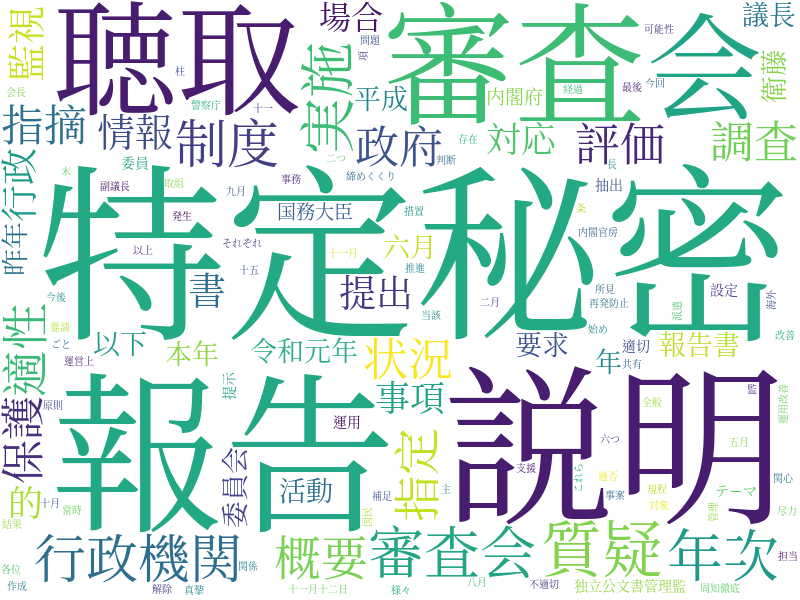 聴取
審査会
場合
議長
可能性
監視
柱
問題
項
会長
警察庁
十一
実施
平成
内閣府
経過
最後
今回
衛藤
指摘
情報
制度
政府
対応
存在
評価
調査
委員
二つ
判断
末
副議長
取組
九月
事務
締めくくり
抽出
長
行政
昨年
特定秘密
発生
国務大臣
措置
条
内閣官房
以上
それぞれ
十一月
六月
推進
所見
再発防止
派遣
海外
今後
十五
書
提出
二月
設定
当該
始め
要請
ごと
運営上
以下
本年
令和元年
状況
要求
年
適切
共有
報告書
改善
適性
提示
事項
原則
運用
報告
説明
全般
監
運用改善
保護
指定
六つ
五月
委員会
支援
適否
これら
規程
テーマ
関心
的
十月
活動
補足
主
事案
対象
常時
国民
管理
尽力
結果
行政機関
関係
概要
審査会
質疑
年次
担当
各位
作成
解除
真摯
十一月十二日
様々
八月
不適切
独立公文書管理監
周知徹底